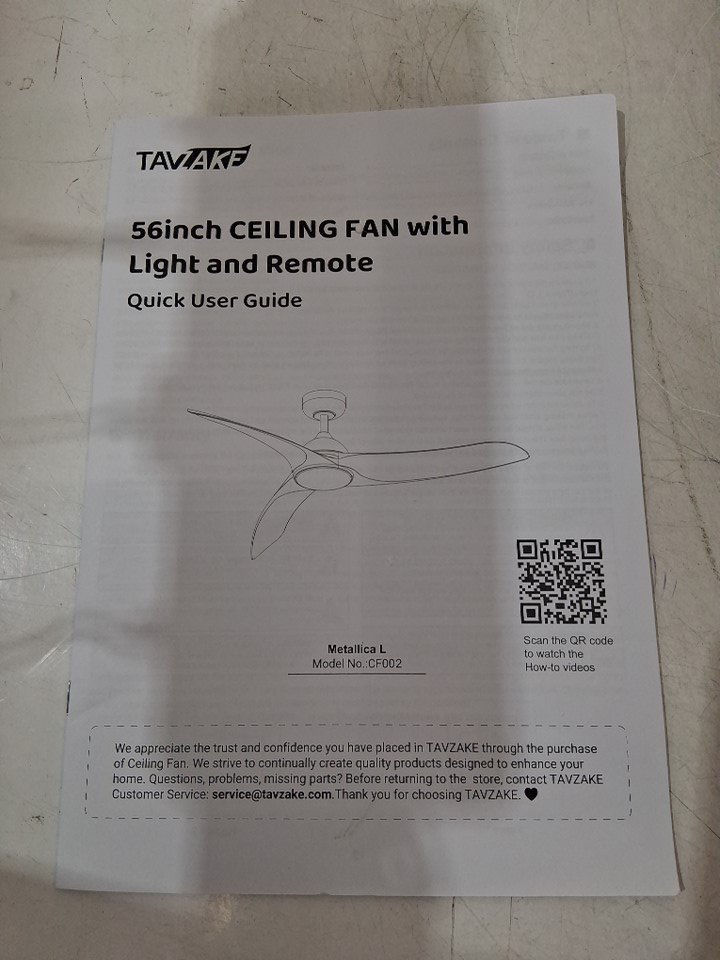 TAVZAKE
56inch CEILING FAN with
Light and Remote
Quick User Guide
Scan the QR code
to watch the
How-to videos
Metallica L
Model No.:CF002
We appreciate the trust and confidence you have placed in TAVZAKE through the purchase
of Ceiling Fan. We strive to continually create quality products designed to enhance your
home. Questions, problems, missing parts? Before returning to the store, contact TAVZAKE
Customer Service: service@tavzake.com.Thank you for choosing TAVZAKE. ♥